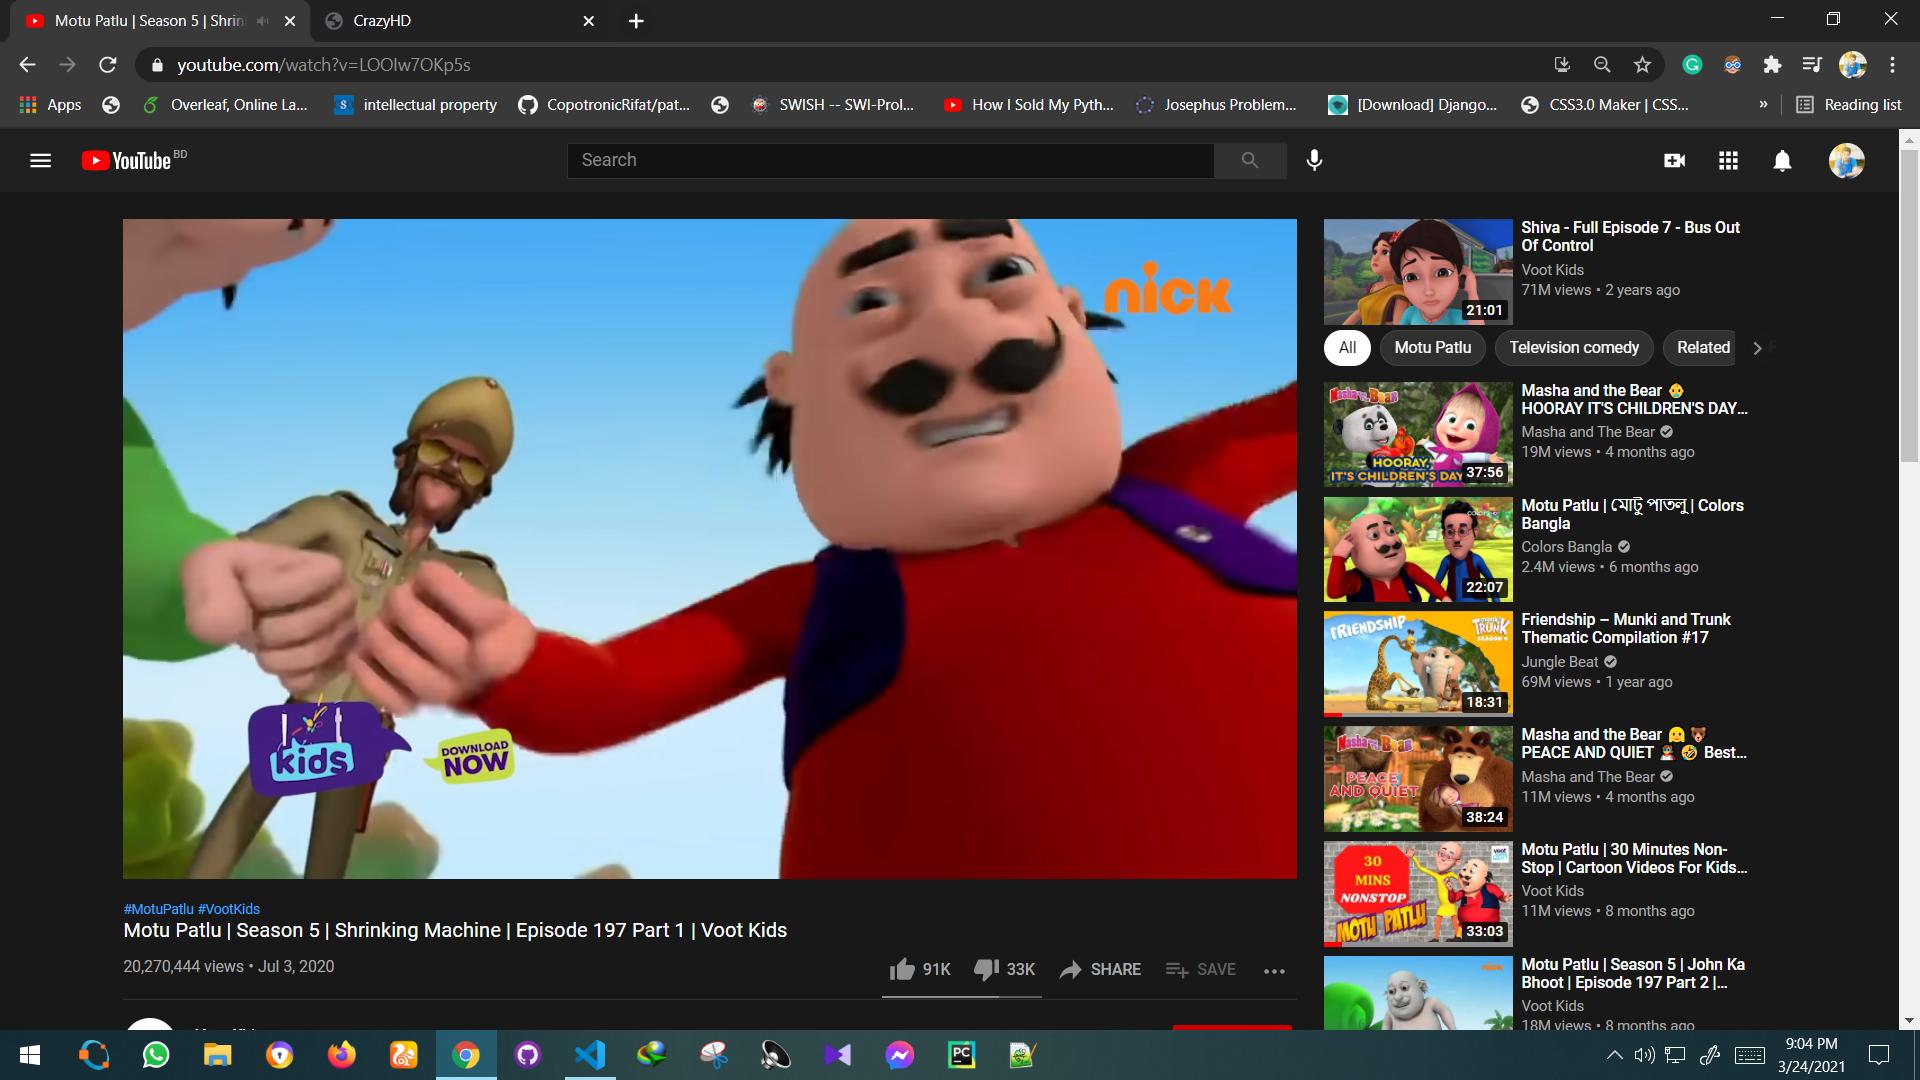 Motu Patlu | Season 5 | Shrin
CrazyHD
youtube.com/watch?v=LOOIw7OKp5s
Apps
Overleaf, Online La...
intellectual property
CopotronicRifat/pat...
SWISH -- SWI-Prol...
How I Sold My Pyth...
Josephus Problem...
[Download] Django...
CSS3.0 Maker | CSS...
»
Reading list
YouTube BD
Search
nick
kids
DOWNLOAD
NOW
#MotuPatlu #VootKids
Motu Patlu | Season 5 | Shrinking Machine | Episode 197 Part 1 | Voot Kids
20,270,444 views • Jul 3, 2020
91K
33K
SHARE
SAVE
Shiva - Full Episode 7 - Bus Out
Of Control
Voot Kids
71M views • 2 years ago
21:01
All
Motu Patlu
Television comedy
Related
Masha and the Bear
HOORAY IT'S CHILDREN'S DAY...
Masha and The Bear
19M views • 4 months ago
Masha and the Bear
HOORAY,
IT'S CHILDREN'S DAY
37:56
Motu Patlu | মোটু পাতলু | Colors
Bangla
Colors Bangla
2.4M views • 6 months ago
22:07
Friendship – Munki and Trunk
Thematic Compilation #17
Jungle Beat
69M views • 1 year ago
FRIENDSHIP
TRUNK
18:31
Masha and the Bear
PEACE AND QUIET Best...
Masha and The Bear
11M views • 4 months ago
PEACE
AND QUIET
38:24
Motu Patlu | 30 Minutes Non-
Stop | Cartoon Videos For Kids...
Voot Kids
11M views • 8 months ago
30
MINS
NONSTOP
MOTU PATLU
33:03
Motu Patlu | Season 5 | John Ka
Bhoot | Episode 197 Part 2 |...
Voot Kids
18M views • 8 months ago
nick
PC
9:04 PM
3/24/2021